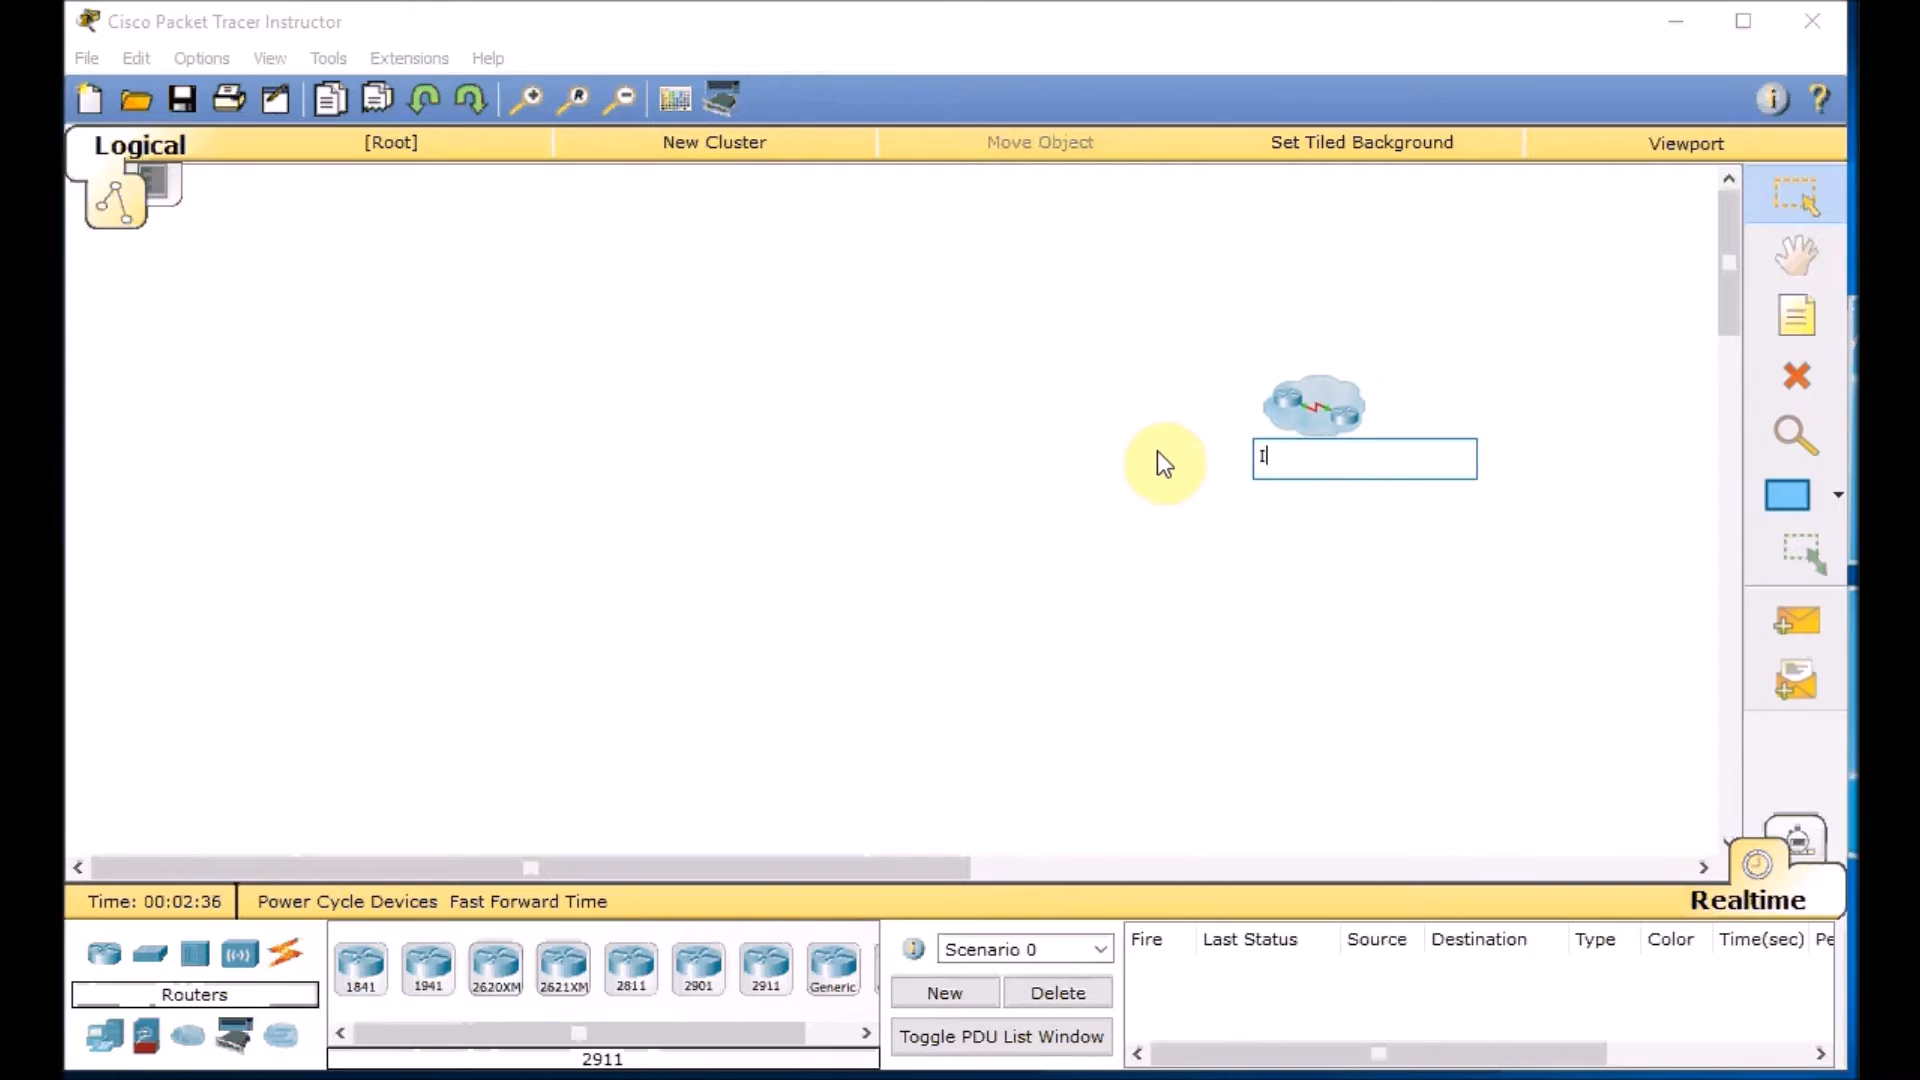 Cisco Packet Tracer Instructor
File Edit Options View Tools Extensions Help
Logical [Root] New Cluster Move Object Set Tiled Background Viewport
I
Time: 00:02:36 Power Cycle Devices Fast Forward Time Realtime
Scenario 0 Fire Last Status Source Destination Type Color Time(sec) Pe
1841 1941 2620XM 2621XM 2811 2901 2911 Generic
Routers New Delete
Toggle PDU List Window
2911